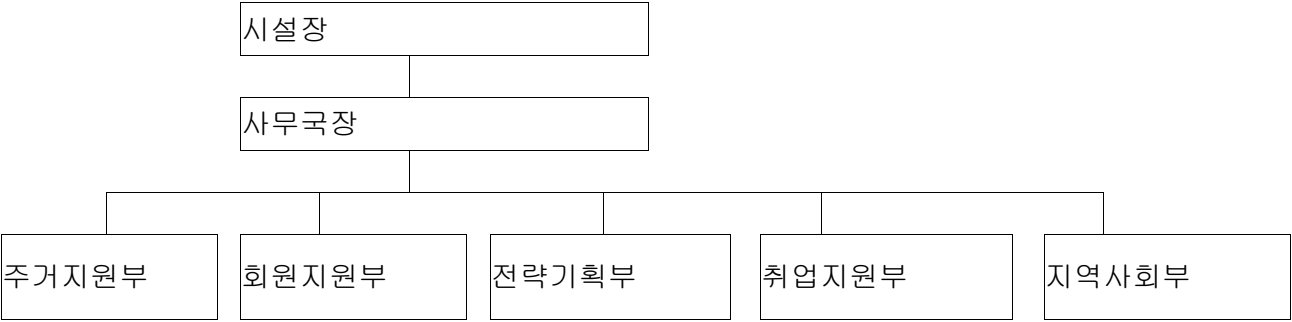 시설장
사무국장
주거지원부
회원지원부
전략기획부
취업지원부
지역사회부